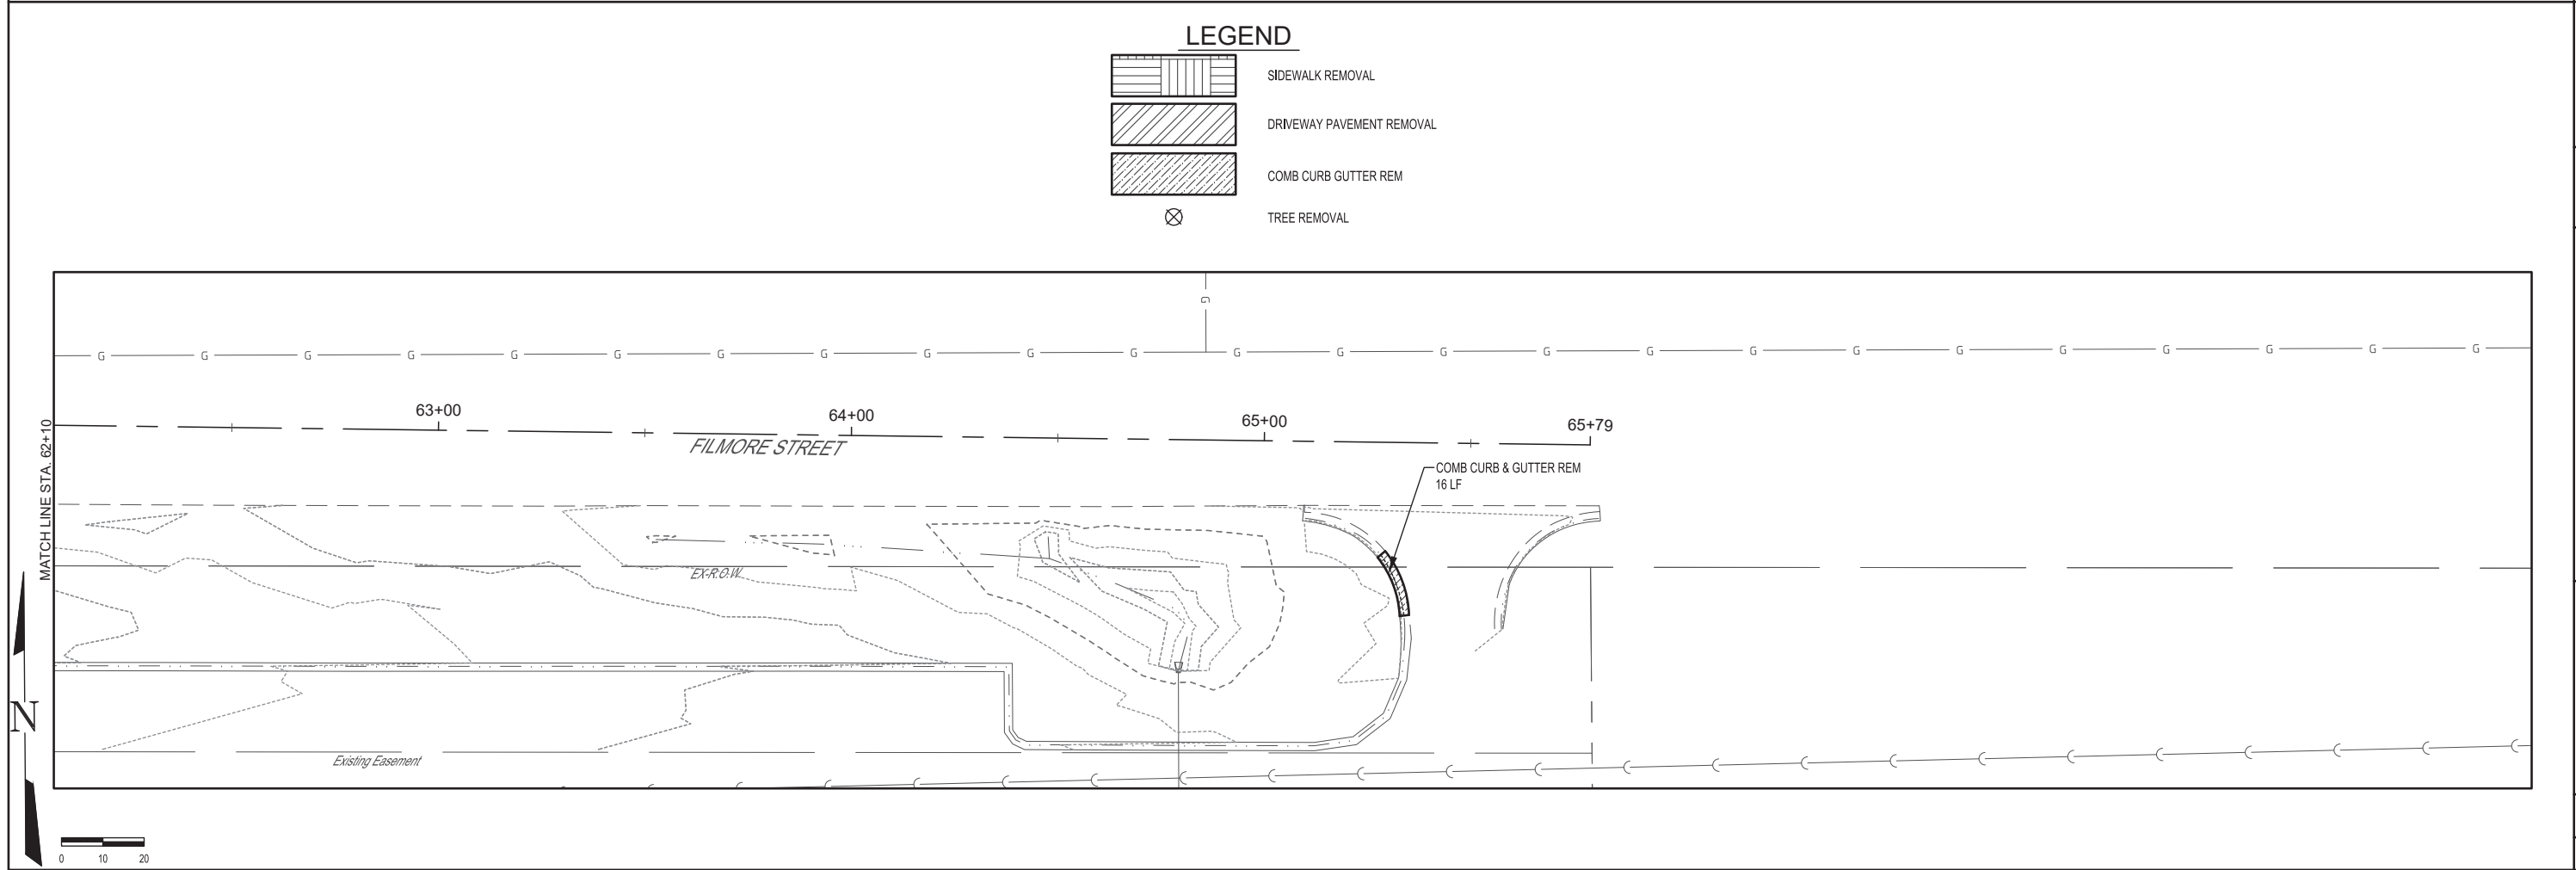 LEGEND
SIDEWALK REMOVAL
DRIVEWAY PAVEMENT REMOVAL
COMB CURB GUTTER REM
TREE REMOVAL
G
G G G G G G G G G G G G G G G G G G G G G G G G
MATCH LINE STA. 62+10
63+00
64+00
65+00
65+79
FILMORE STREET
COMB CURB & GUTTER REM
16 LF
EX-R.O.W.
Existing Easement
N
0 10 20